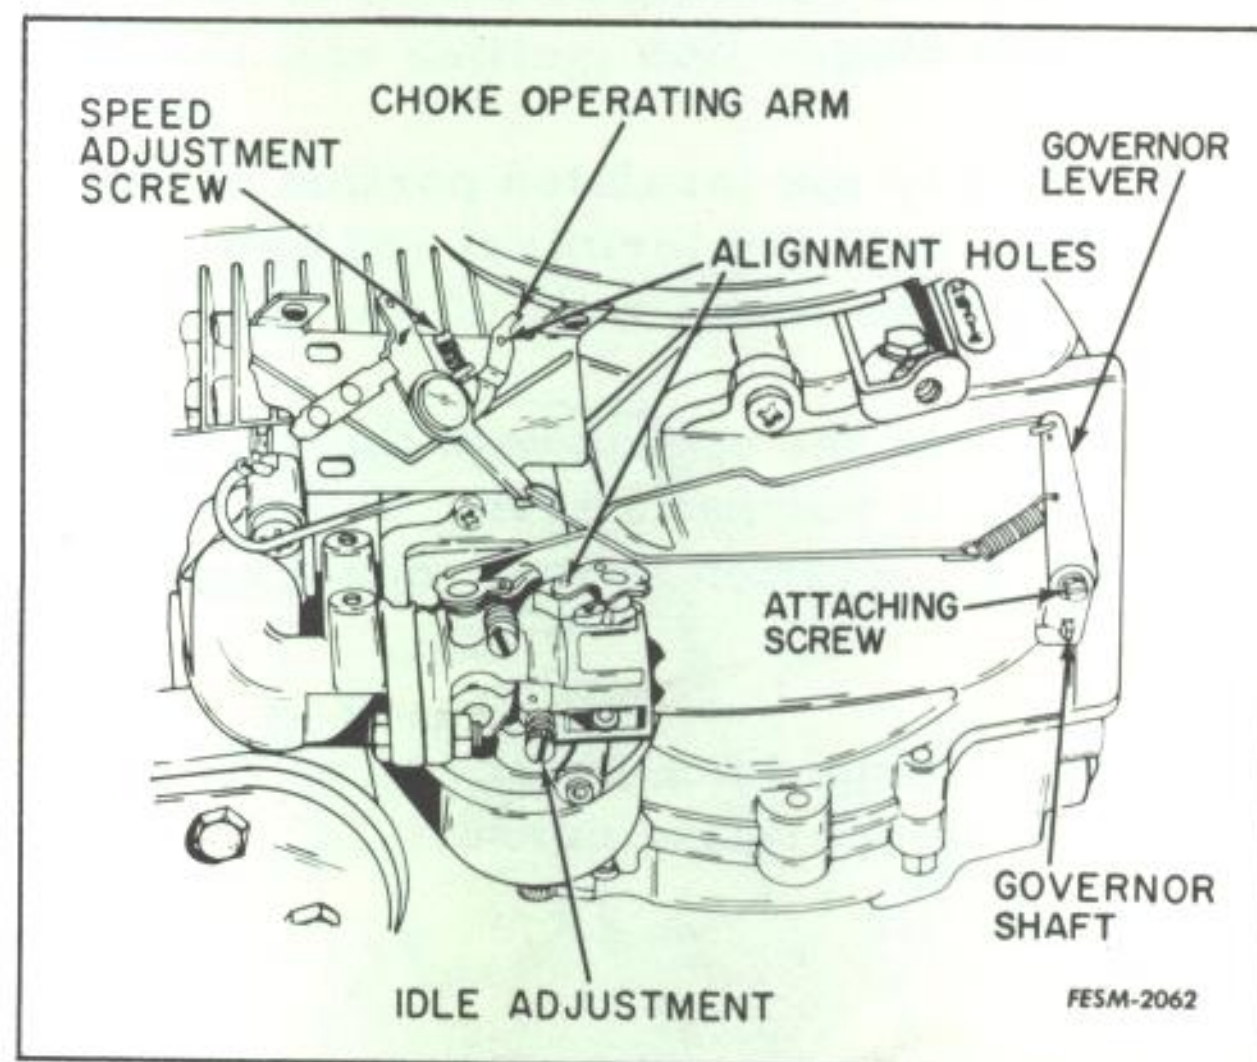 SPEED
ADJUSTMENT
SCREW
CHOKE OPERATING ARM
GOVERNOR
LEVER
ALIGNMENT HOLES
ATTACHING
SCREW
GOVERNOR
SHAFT
IDLE ADJUSTMENT
FESM-2062